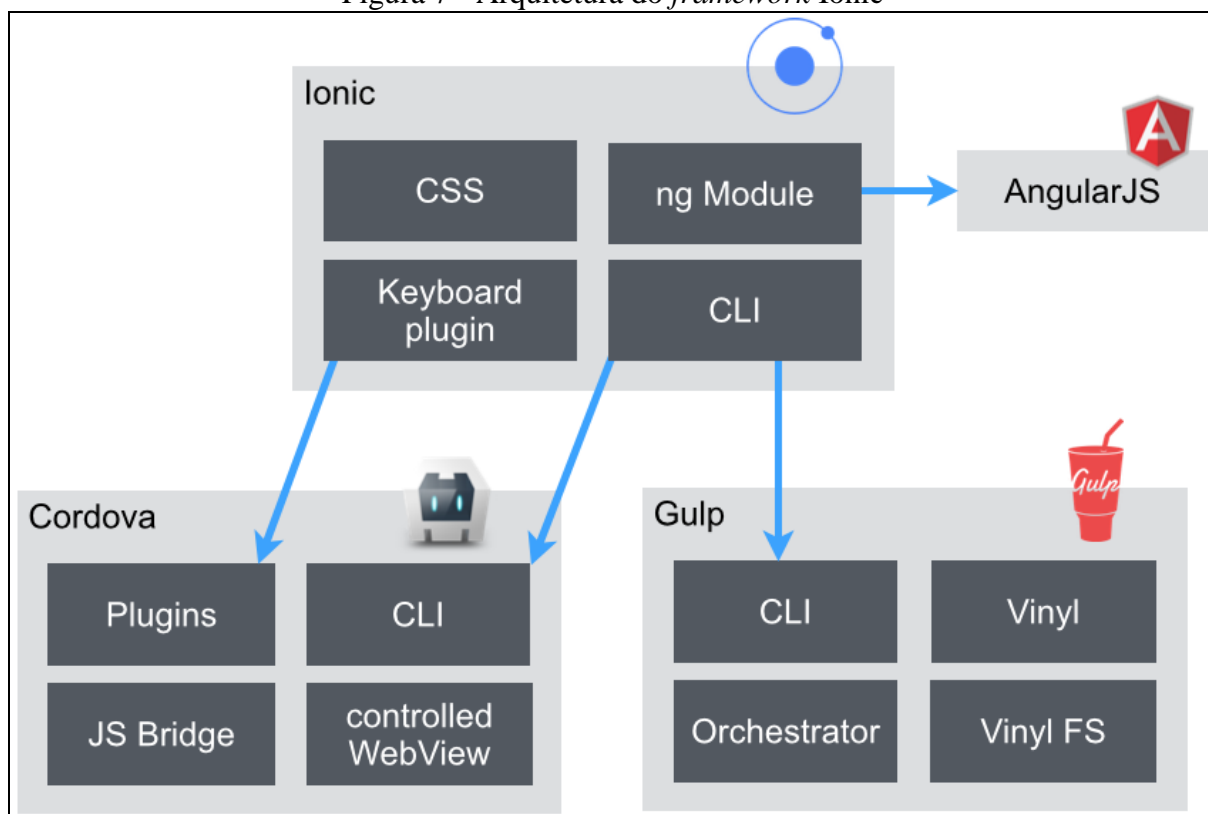 Figura 7 - Arquitetura do framework Ionic
Ionic
CSS
ng Module
AngularJS
Keyboard
plugin
CLI
Cordova
Plugins
CLI
JS Bridge
controlled
WebView
Gulp
Gulp
CLI
Vinyl
Orchestrator
Vinyl FS